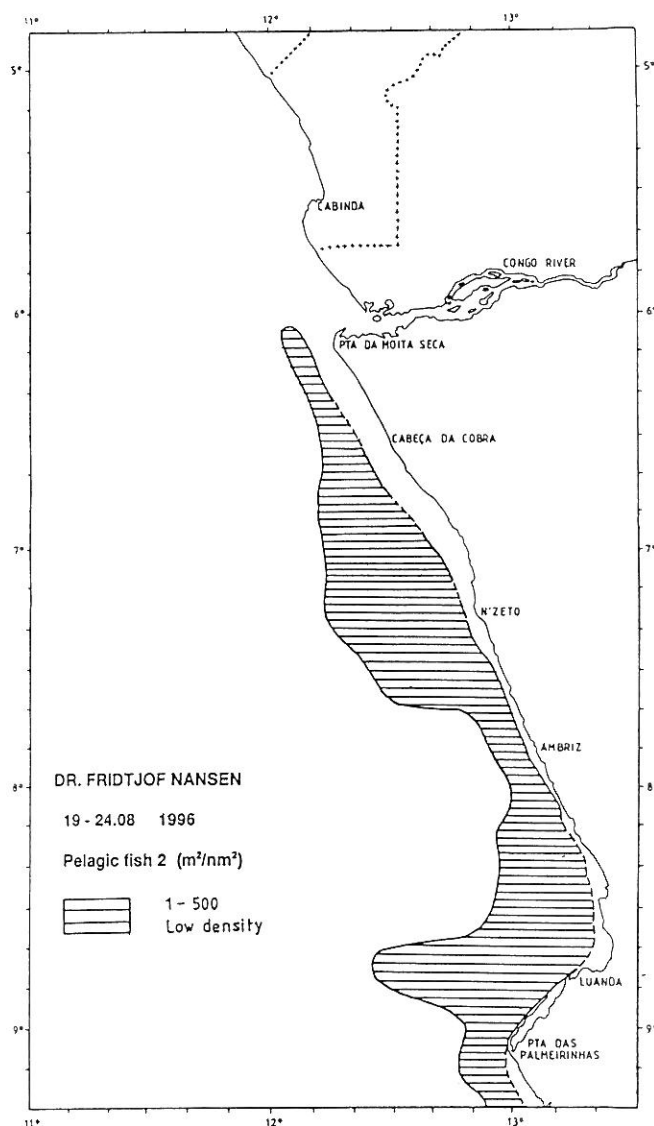 11°
12°
13°
5°
5°
CABINDA
CONGO RIVER
6°
6°
PTA DA MOITA SECA
CABEÇA DA COBRA
7°
7°
N'ZETO
AMBRIZ
8°
8°
DR. FRIDTJOF NANSEN
19 - 24.08 1996
Pelagic fish 2 (m²/nm²)
1 - 500
Low density
LUANDA
9°
9°
PTA DAS
PALMEIRINHAS
11°
12°
13°